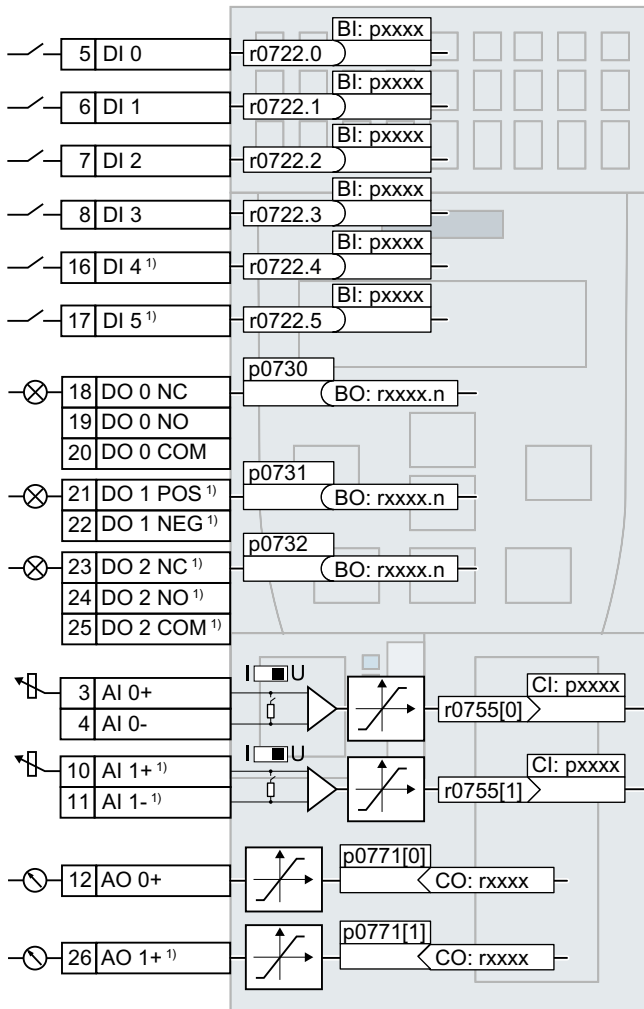 BI: pxxxx
5 DI 0 r0722.0
BI: pxxxx
6 DI 1 r0722.1
BI: pxxxx
7 DI 2 r0722.2
BI: pxxxx
8 DI 3 r0722.3
BI: pxxxx
16 DI 4 1) r0722.4
BI: pxxxx
17 DI 5 1) r0722.5
p0730
18 DO 0 NC BO: rxxxx.n
19 DO 0 NO
20 DO 0 COM
p0731
21 DO 1 POS 1) BO: rxxxx.n
22 DO 1 NEG 1)
p0732
23 DO 2 NC 1) BO: rxxxx.n
24 DO 2 NO 1)
25 DO 2 COM 1)
I U
CI: pxxxx
3 AI 0+ r0755[0]
4 AI 0-
I U
CI: pxxxx
10 AI 1+ 1) r0755[1]
11 AI 1- 1)
p0771[0]
12 AO 0+ CO: rxxxx
p0771[1]
26 AO 1+ 1) CO: rxxxx